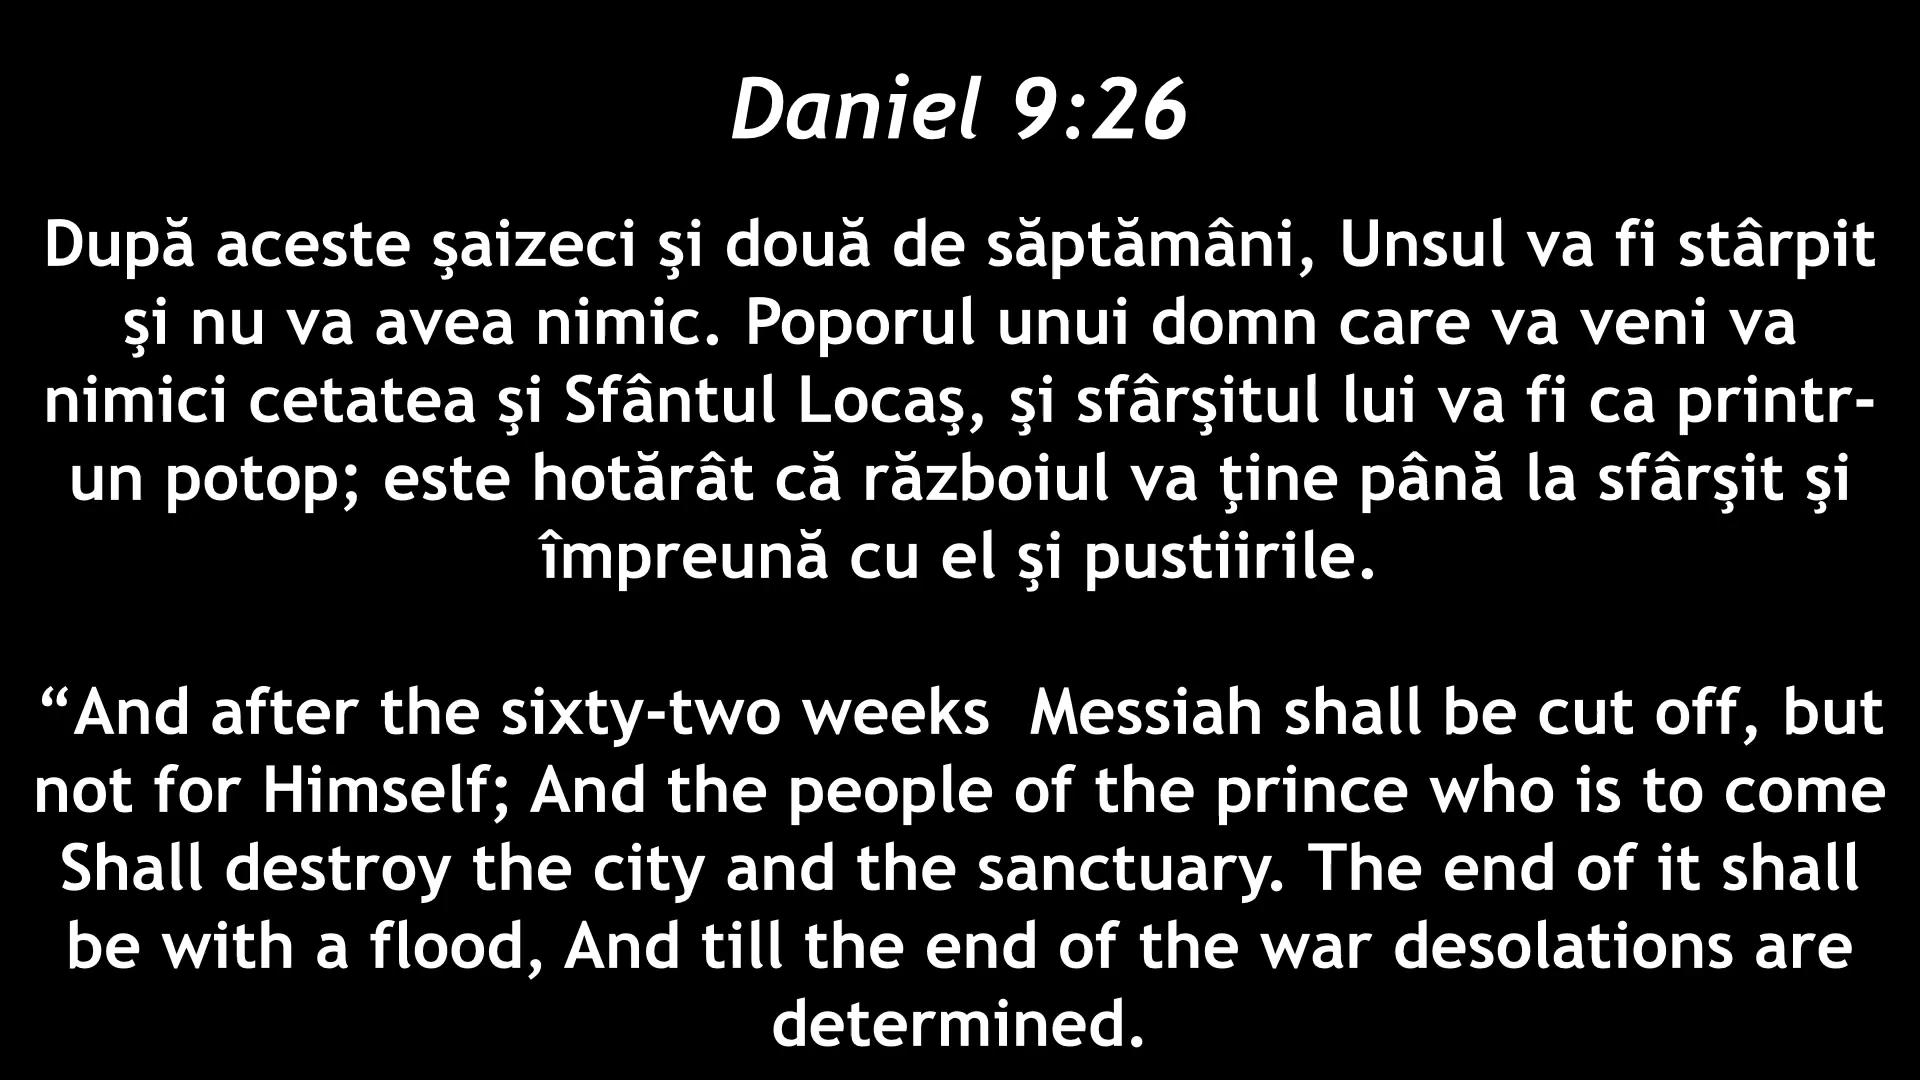 Daniel 9:26
După aceste şaizeci şi două de săptămâni, Unsul va fi stârpit
şi nu va avea nimic. Poporul unui domn care va veni va
nimici cetatea şi Sfântul Locaş, şi sfârşitul lui va fi ca printr-
un potop; este hotărât că războiul va ţine până la sfârşit şi
împreună cu el şi pustiirile.
“And after the sixty-two weeks  Messiah shall be cut off, but
not for Himself; And the people of the prince who is to come
Shall destroy the city and the sanctuary. The end of it shall
be with a flood, And till the end of the war desolations are
determined.